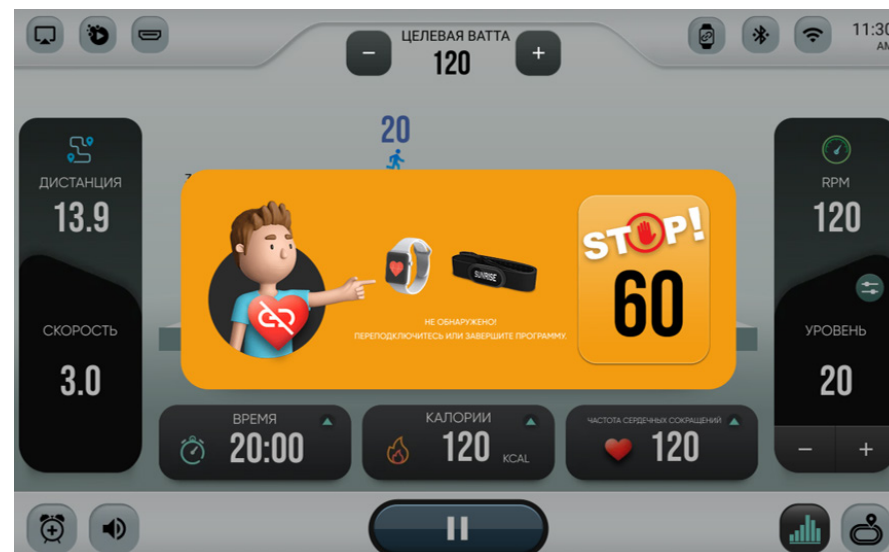 ЦЕЛЕВАЯ ВАТТА
120
11:30
AM
20
ДИСТАНЦИЯ
13.9
RPM
120
STOP!
60
SUNRISE
НЕ ОБНАРУЖЕНО!
ПЕРЕПОДКЛЮЧИТЕСЬ ИЛИ ЗАВЕРШИТЕ ПРОГРАММУ.
СКОРОСТЬ
3.0
УРОВЕНЬ
20
ВРЕМЯ
20:00
КАЛОРИИ
120 KCAL
ЧАСТОТА СЕРДЕЧНЫХ СОКРАЩЕНИЙ
120